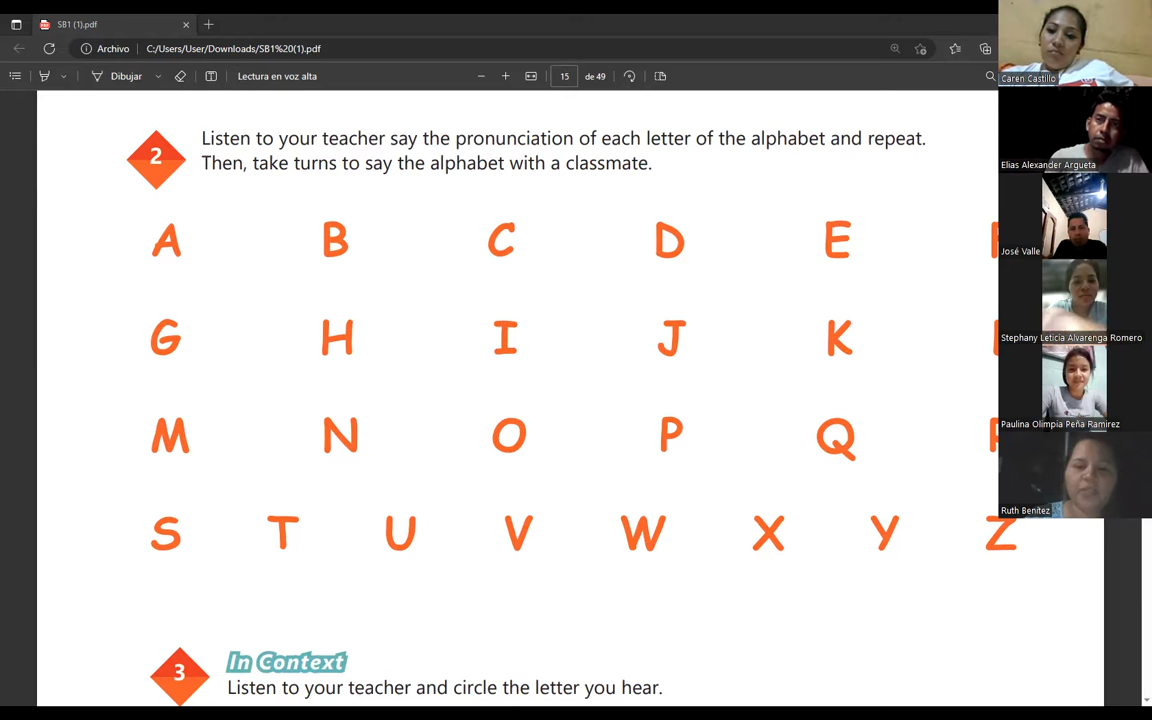 SB1 (1).pdf
Archivo C:/Users/User/Downloads/SB1%20(1).pdf
Dibujar Lectura en voz alta 15 de 49
2
Listen to your teacher say the pronunciation of each letter of the alphabet and repeat.
Then, take turns to say the alphabet with a classmate.
A B C D E
G H I J K
M N O P Q
S T U V W X Y Z
3
In Context
Listen to your teacher and circle the letter you hear.
Caren Castillo
Elias Alexander Argueta
José Valle
Stephany Leticia Alvarenga Romero
Paulina Olimpia Peña Ramirez
Ruth Benítez